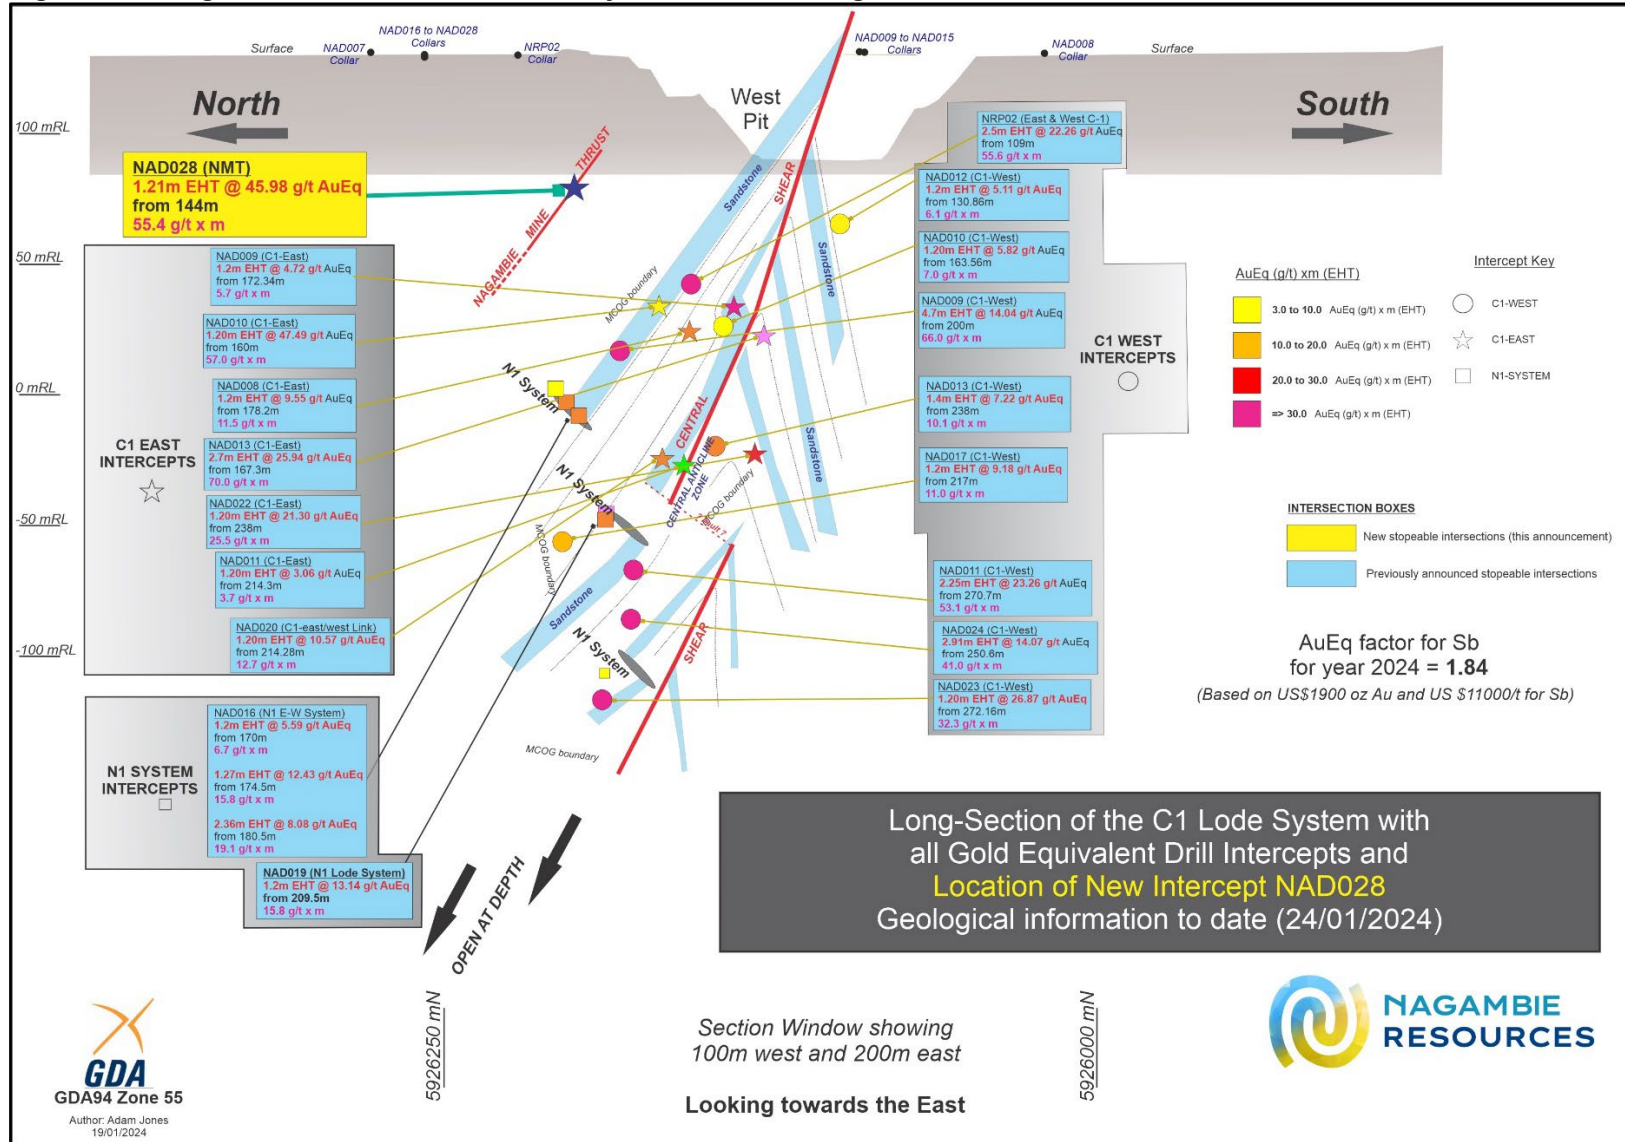 Surface
NAD007
Collar
NAD016 to NAD028
Collars
NRP02
Collar
NAD009 to NAD015
Collars
NAD008
Collar
Surface
North
West
Pit
South
100 mRL
50 mRL
0 mRL
-50 mRL
-100 mRL
NAD028 (NMT)
1.21m EHT @ 45.98 g/t AuEq
from 144m
55.4 g/t x m
NAGAMBIE MINE THRUST
C1 EAST
INTERCEPTS
NAD009 (C1-East)
1.2m EHT @ 4.72 g/t AuEq
from 172.34m
5.7 g/t x m
NAD010 (C1-East)
1.20m EHT @ 47.49 g/t AuEq
from 160m
57.0 g/t x m
NAD008 (C1-East)
1.2m EHT @ 9.55 g/t AuEq
from 178.2m
11.5 g/t x m
NAD013 (C1-East)
2.7m EHT @ 25.94 g/t AuEq
from 167.3m
70.0 g/t x m
NAD022 (C1-East)
1.20m EHT @ 21.30 g/t AuEq
from 238m
25.5 g/t x m
NAD011 (C1-East)
1.20m EHT @ 3.06 g/t AuEq
from 214.3m
3.7 g/t x m
NAD020 (C1-east/west Link)
1.20m EHT @ 10.57 g/t AuEq
from 214.28m
12.7 g/t x m
N1 SYSTEM
INTERCEPTS
NAD016 (N1 E-W System)
1.2m EHT @ 5.59 g/t AuEq
from 170m
6.7 g/t x m
1.27m EHT @ 12.43 g/t AuEq
from 174.5m
15.8 g/t x m
2.36m EHT @ 8.08 g/t AuEq
from 180.5m
19.1 g/t x m
NAD019 (N1 Lode System)
1.2m EHT @ 13.14 g/t AuEq
from 209.5m
15.8 g/t x m
Sandstone
SHEAR
MCOG boundary
Sandstone
N1 System
CENTRAL
CENTRAL ANTICLINE
ZONE
MCOG boundary
Sandstone
N1 System
? Fault ?
MCOG boundary
Sandstone
N1 System
SHEAR
MCOG boundary
OPEN AT DEPTH
NRP02 (East & West C-1)
2.5m EHT @ 22.26 g/t AuEq
from 109m
55.6 g/t x m
NAD012 (C1-West)
1.2m EHT @ 5.11 g/t AuEq
from 130.86m
6.1 g/t x m
NAD010 (C1-West)
1.20m EHT @ 5.82 g/t AuEq
from 163.56m
7.0 g/t x m
NAD009 (C1-West)
4.7m EHT @ 14.04 g/t AuEq
from 200m
66.0 g/t x m
NAD013 (C1-West)
1.4m EHT @ 7.22 g/t AuEq
from 238m
10.1 g/t x m
NAD017 (C1-West)
1.2m EHT @ 9.18 g/t AuEq
from 217m
11.0 g/t x m
NAD011 (C1-West)
2.25m EHT @ 23.26 g/t AuEq
from 270.7m
53.1 g/t x m
NAD024 (C1-West)
2.91m EHT @ 14.07 g/t AuEq
from 250.6m
41.0 g/t x m
NAD023 (C1-West)
1.20m EHT @ 26.87 g/t AuEq
from 272.16m
32.3 g/t x m
C1 WEST
INTERCEPTS
AuEq (g/t) xm (EHT)
3.0 to 10.0 AuEq (g/t) x m (EHT)
10.0 to 20.0 AuEq (g/t) x m (EHT)
20.0 to 30.0 AuEq (g/t) x m (EHT)
=> 30.0 AuEq (g/t) x m (EHT)
Intercept Key
C1-WEST
C1-EAST
N1-SYSTEM
INTERSECTION BOXES
New stopeable intersections (this announcement)
Previously announced stopeable intersections
AuEq factor for Sb
for year 2024 = 1.84
(Based on US$1900 oz Au and US $11000/t for Sb)
Long-Section of the C1 Lode System with
all Gold Equivalent Drill Intercepts and
Location of New Intercept NAD028
Geological information to date (24/01/2024)
GDA
GDA94 Zone 55
Author: Adam Jones
19/01/2024
5926250 mN
Section Window showing
100m west and 200m east
Looking towards the East
5926000 mN
NAGAMBIE
RESOURCES